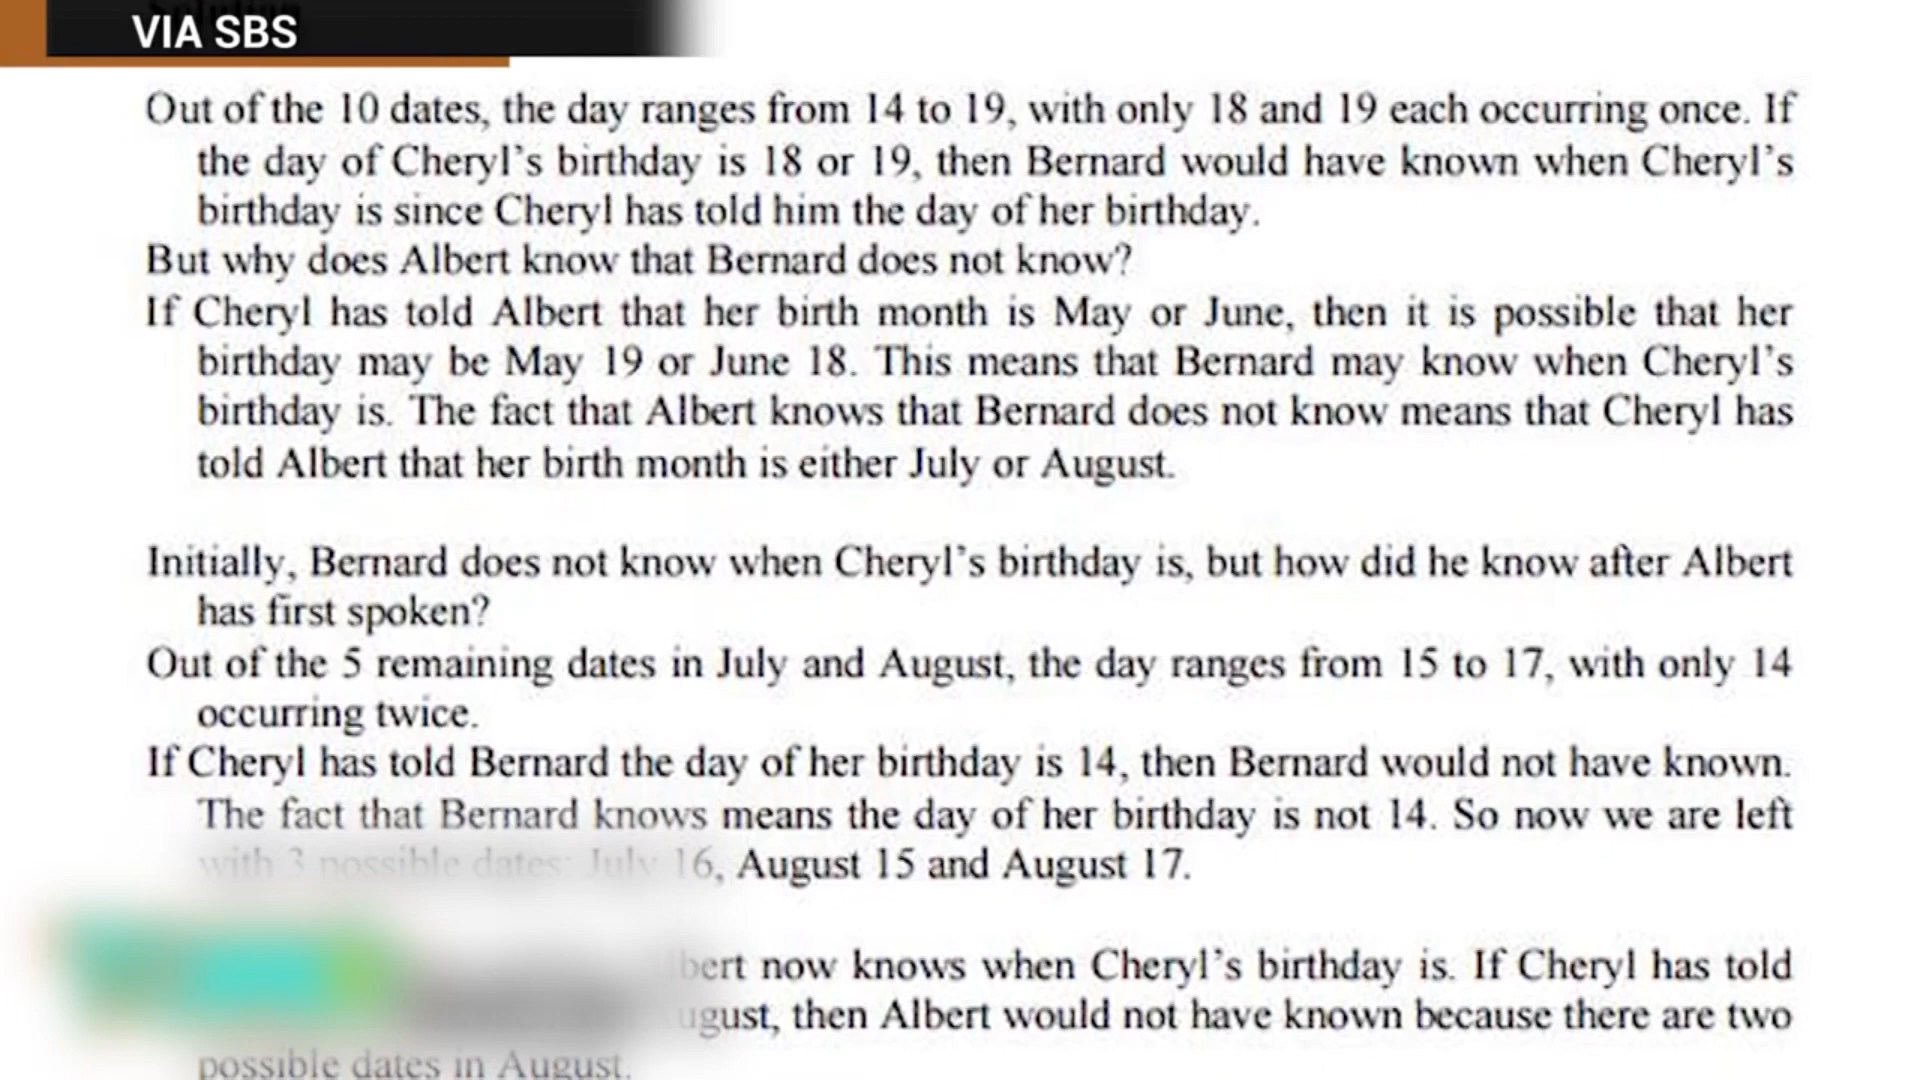 Solution
VIA SBS
Out of the 10 dates, the day ranges from 14 to 19, with only 18 and 19 each occurring once. If
the day of Cheryl's birthday is 18 or 19, then Bernard would have known when Cheryl's
birthday is since Cheryl has told him the day of her birthday.
But why does Albert know that Bernard does not know?
If Cheryl has told Albert that her birth month is May or June, then it is possible that her
birthday may be May 19 or June 18. This means that Bernard may know when Cheryl's
birthday is. The fact that Albert knows that Bernard does not know means that Cheryl has
told Albert that her birth month is either July or August.
Initially, Bernard does not know when Cheryl's birthday is, but how did he know after Albert
has first spoken?
Out of the 5 remaining dates in July and August, the day ranges from 15 to 17, with only 14
occurring twice.
If Cheryl has told Bernard the day of her birthday is 14, then Bernard would not have known.
The fact that Bernard knows means the day of her birthday is not 14. So now we are left
with 3 possible dates: July 16, August 15 and August 17.
bert now knows when Cheryl's birthday is. If Cheryl has told
ugust, then Albert would not have known because there are two
possible dates in August.